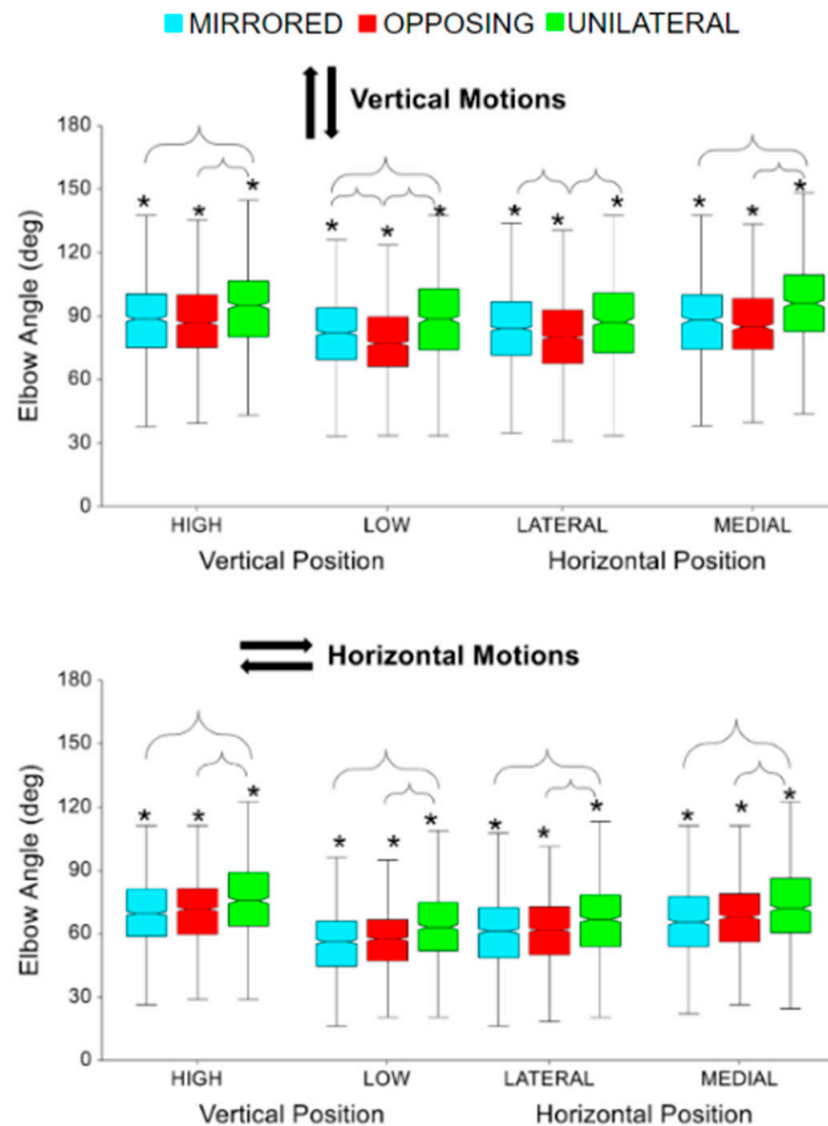 MIRRORED OPPOSING UNILATERAL
Vertical Motions
180
150
120
90
60
30
0
Elbow Angle (deg)
* * * * * * * * * * * *
HIGH LOW LATERAL MEDIAL
Vertical Position Horizontal Position
Horizontal Motions
180
150
120
90
60
30
0
Elbow Angle (deg)
* * * * * * * * * * * *
HIGH LOW LATERAL MEDIAL
Vertical Position Horizontal Position